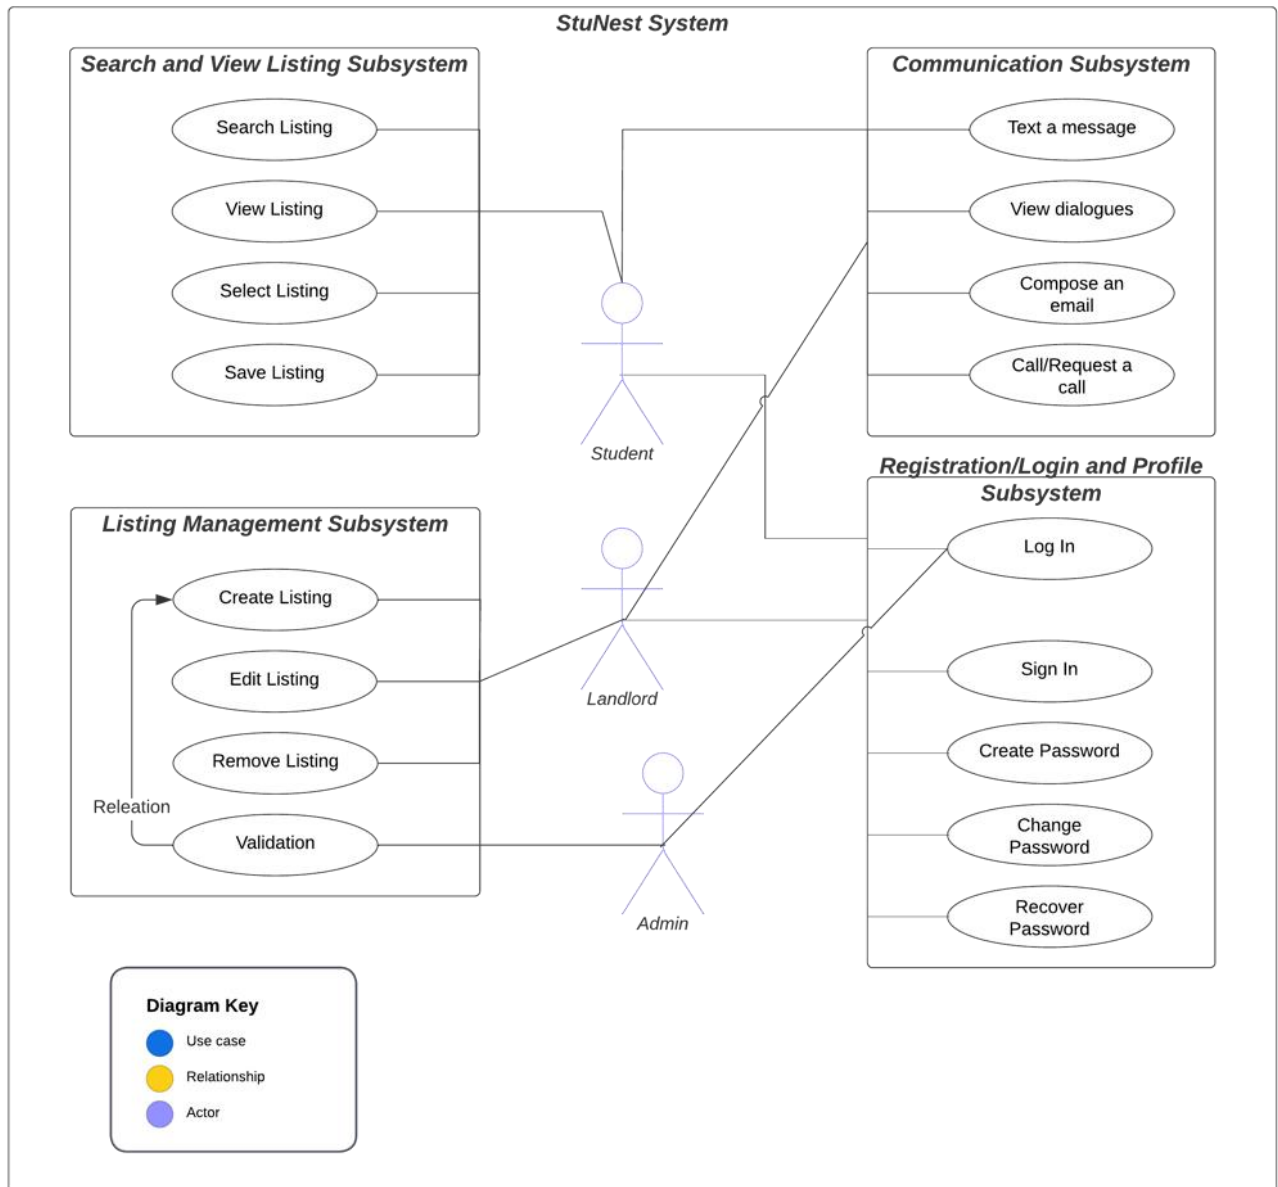 StuNest System
Search and View Listing Subsystem
Search Listing
View Listing
Select Listing
Save Listing
Communication Subsystem
Text a message
View dialogues
Compose an
email
Call/Request a
call
Student
Registration/Login and Profile
Subsystem
Log In
Sign In
Create Password
Change
Password
Recover
Password
Listing Management Subsystem
Create Listing
Edit Listing
Remove Listing
Releation
Validation
Landlord
Admin
Diagram Key
Use case
Relationship
Actor